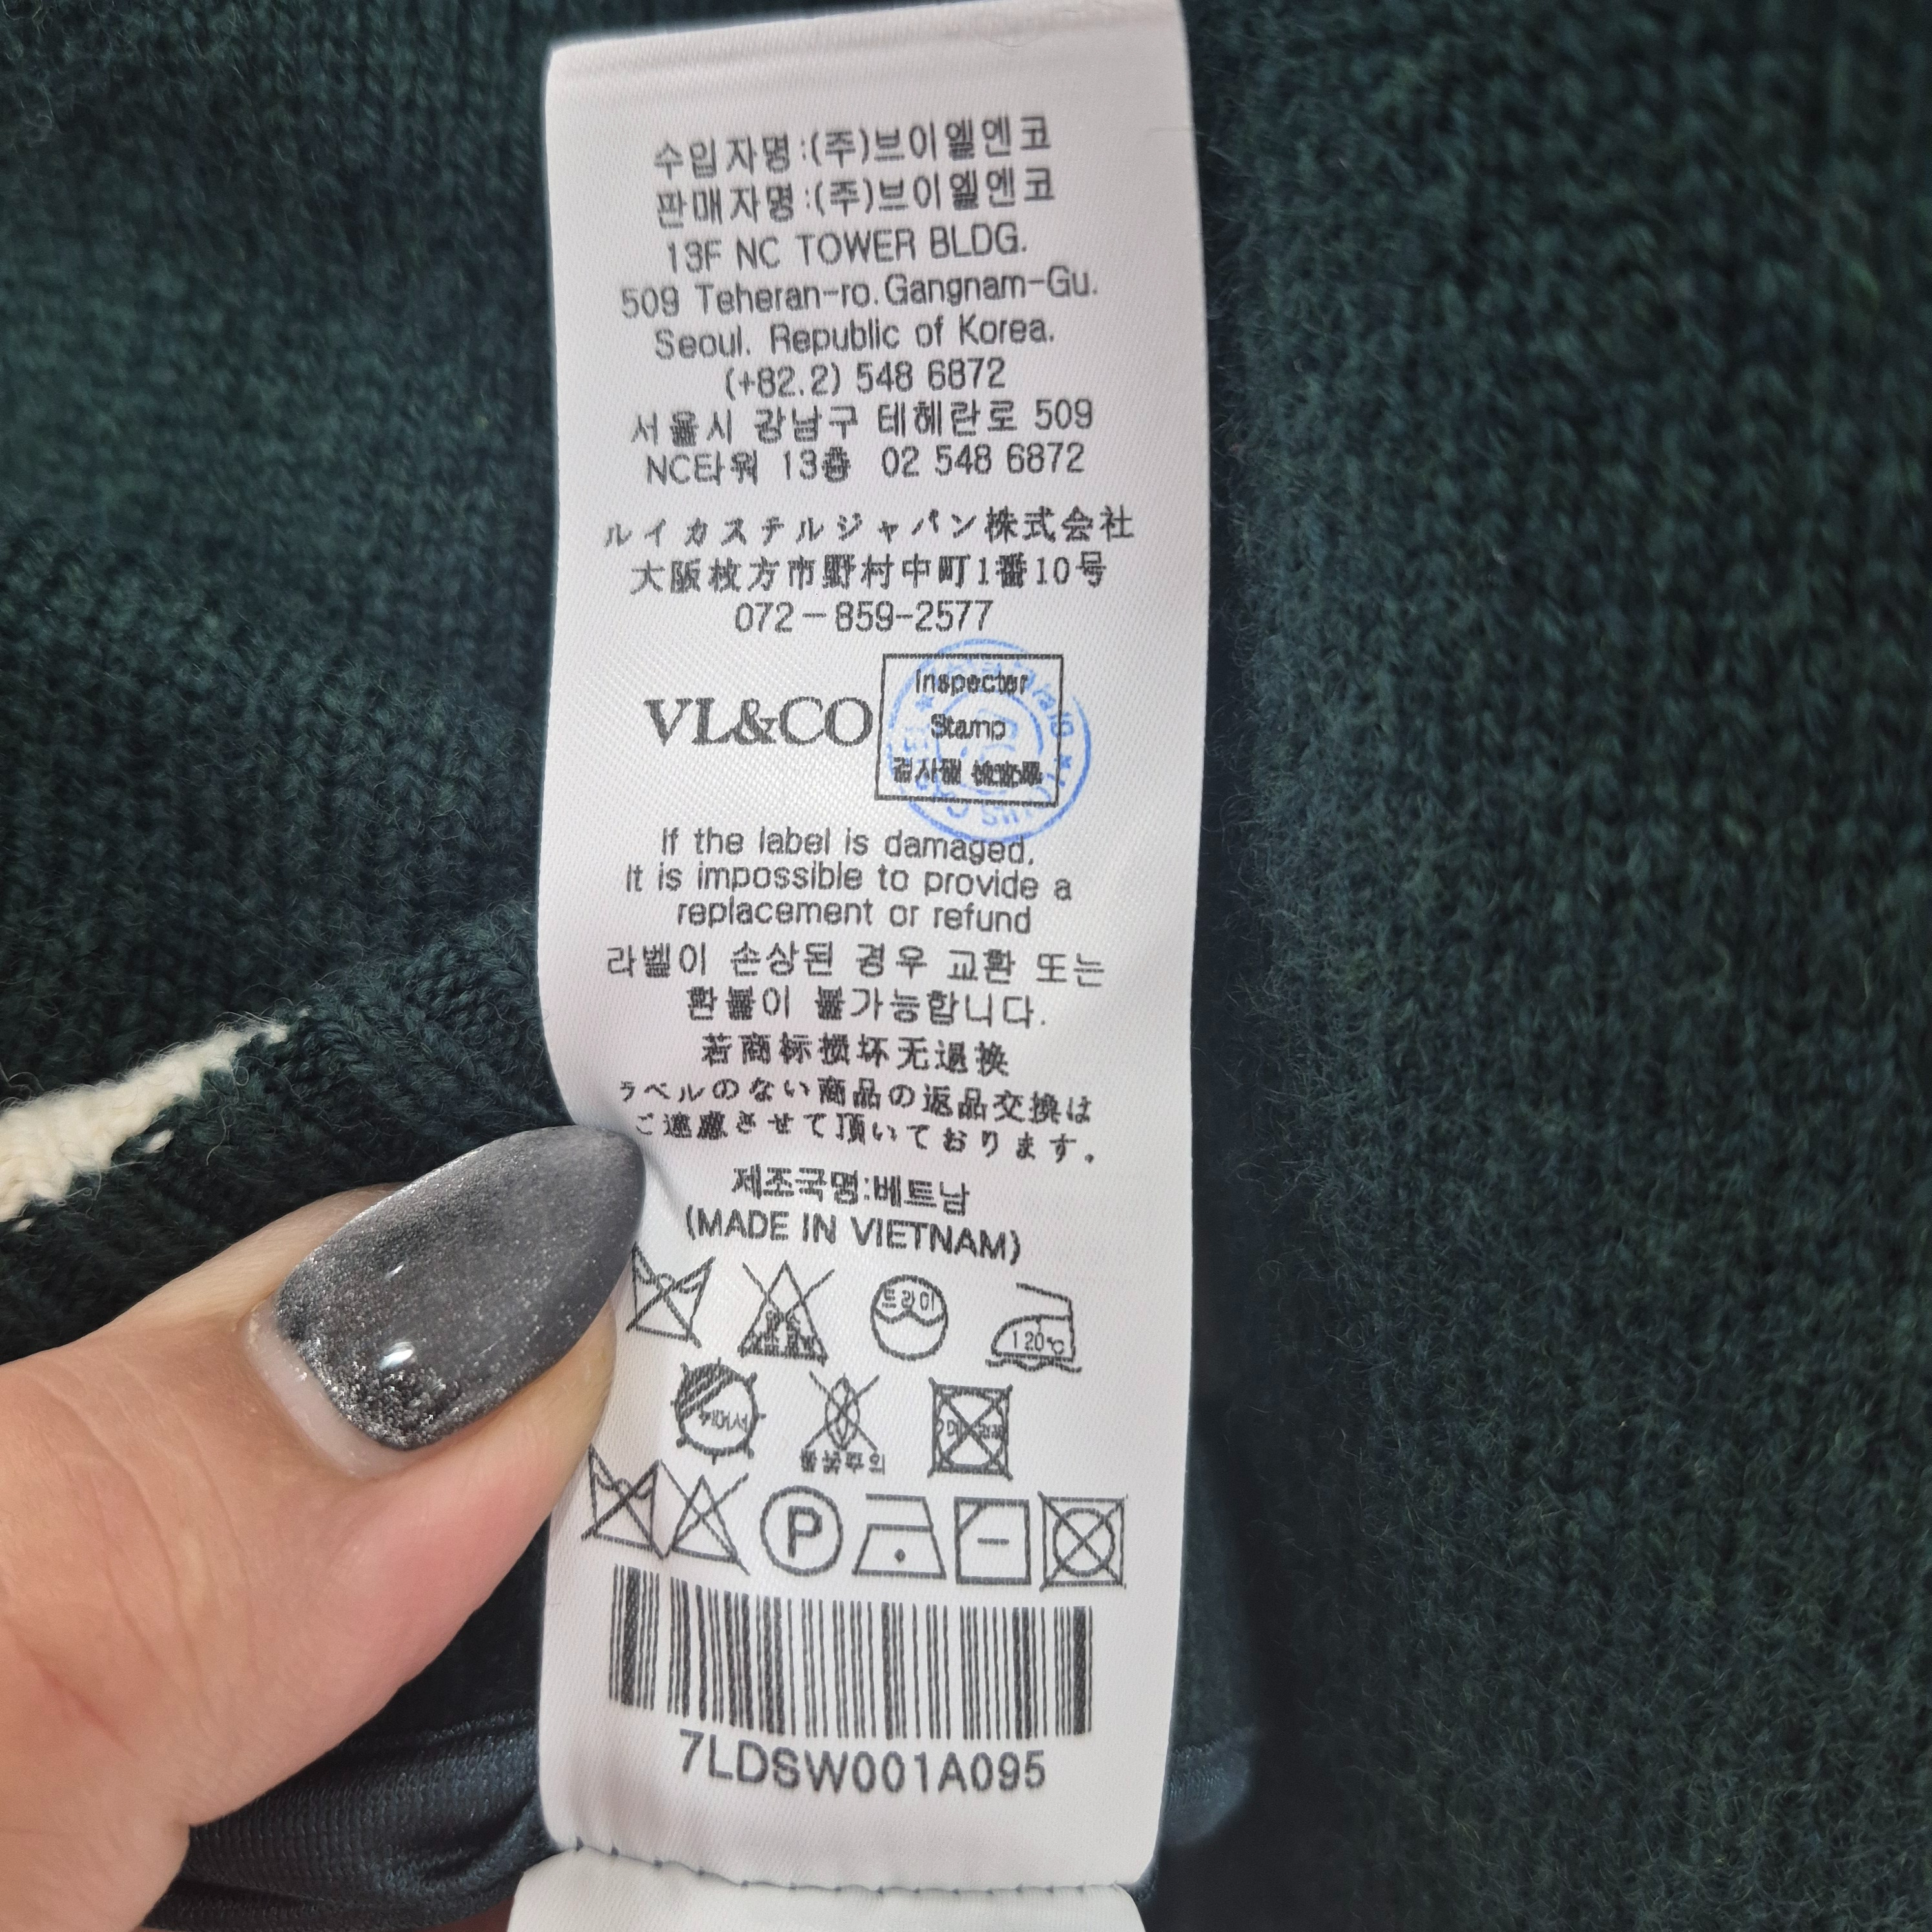 수입자명:(주)브이엘엔코
판매자명:(주)브이엘엔코
13F NC TOWER BLDG.
509 Teheran-ro.Gangnam-Gu.
Seoul. Republic of Korea.
(+82.2) 548 6872
서울시 강남구 테헤란로 509
NC타워 13층 02 548 6872
ルイカステルジャパン株式会社
大阪枚方市野村中町1番10号
072-859-2577
VL&CO
Inspecter
Stamp
If the label is damaged.
It is impossible to provide a
replacement or refund
라벨이 손상된 경우 교환 또는
환불이 불가능합니다.
若商标损坏无退换
ラベルのない商品の返品交換は
ご遠慮させて頂いております。
제조국명:베트남
(MADE IN VIETNAM)
드라이
120℃
뉘어서
P
7LDSW001A095